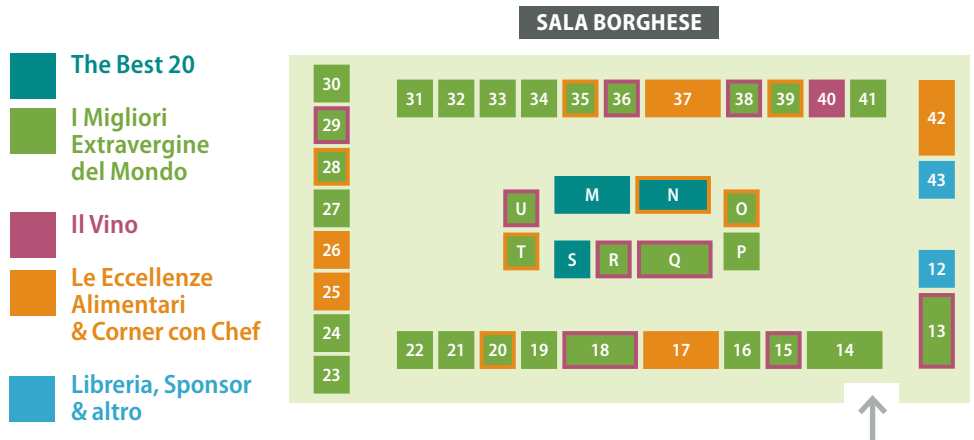 SALA BORGHESE
The Best 20
I Migliori
Extravergine
del Mondo
Il Vino
Le Eccellenze
Alimentari
& Corner con Chef
Libreria, Sponsor
& altro
30
29
28
27
26
25
24
23
31 32 33 34 35 36 37 38 39 40 41
42
43
U M N O
T S R Q P
12
13
22 21 20 19 18 17 16 15 14